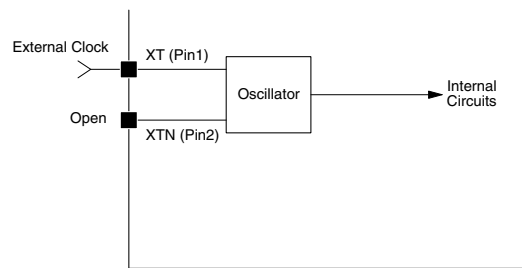 External Clock
XT (Pin1)
Oscillator
Internal
Circuits
Open
XTN (Pin2)